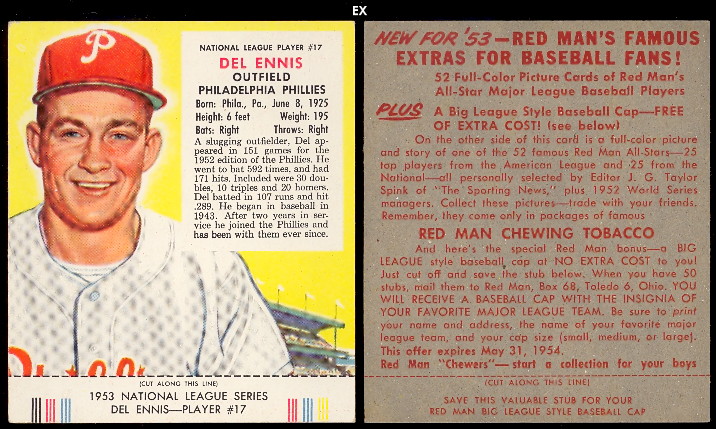 EX
P
NATIONAL LEAGUE PLAYER #17
DEL ENNIS
OUTFIELD
PHILADELPHIA PHILLIES
Born: Phila., Pa., June 8, 1925
Height: 6 feet Weight: 195
Bats: Right Throws: Right
A slugging outfielder, Del ap-
peared in 151 games for the
1952 edition of the Phillies. He
went to bat 592 times, and had
171 hits. Included were 30 dou-
bles, 10 triples and 20 homers.
Del batted in 107 runs and hit
.289. He began in baseball in
1943. After two years in ser-
vice he joined the Phillies and
has been with them ever since.
(CUT ALONG THIS LINE)
1953 NATIONAL LEAGUE SERIES
DEL ENNIS—PLAYER #17
NEW FOR '53—RED MAN'S FAMOUS
EXTRAS FOR BASEBALL FANS!
52 Full-Color Picture Cards of Red Man's
All-Star Major League Baseball Players
PLUS A Big League Style Baseball Cap—FREE
OF EXTRA COST! (see below)
On the other side of this card is a full-color picture
and story of one of the 52 famous Red Man All-Stars—25
top players from the American League and 25 from the
National—all personally selected by Editor J. G. Taylor
Spink of "The Sporting News," plus 1952 World Series
managers. Collect these pictures—trade with your friends.
Remember, they come only in packages of famous
RED MAN CHEWING TOBACCO
And here's the special Red Man bonus—a BIG
LEAGUE style baseball cap at NO EXTRA COST to you!
Just cut off and save the stub below. When you have 50
stubs, mail them to Red Man, Box 68, Toledo 6, Ohio. YOU
WILL RECEIVE A BASEBALL CAP WITH THE INSIGNIA OF
YOUR FAVORITE MAJOR LEAGUE TEAM. Be sure to print
your name and address, the name of your favorite major
league team, and your cap size (small, medium, or large).
This offer expires May 31, 1954.
Red Man "Chewers"—start a collection for your boys
(CUT ALONG THIS LINE)
SAVE THIS VALUABLE STUB FOR YOUR
RED MAN BIG LEAGUE STYLE BASEBALL CAP